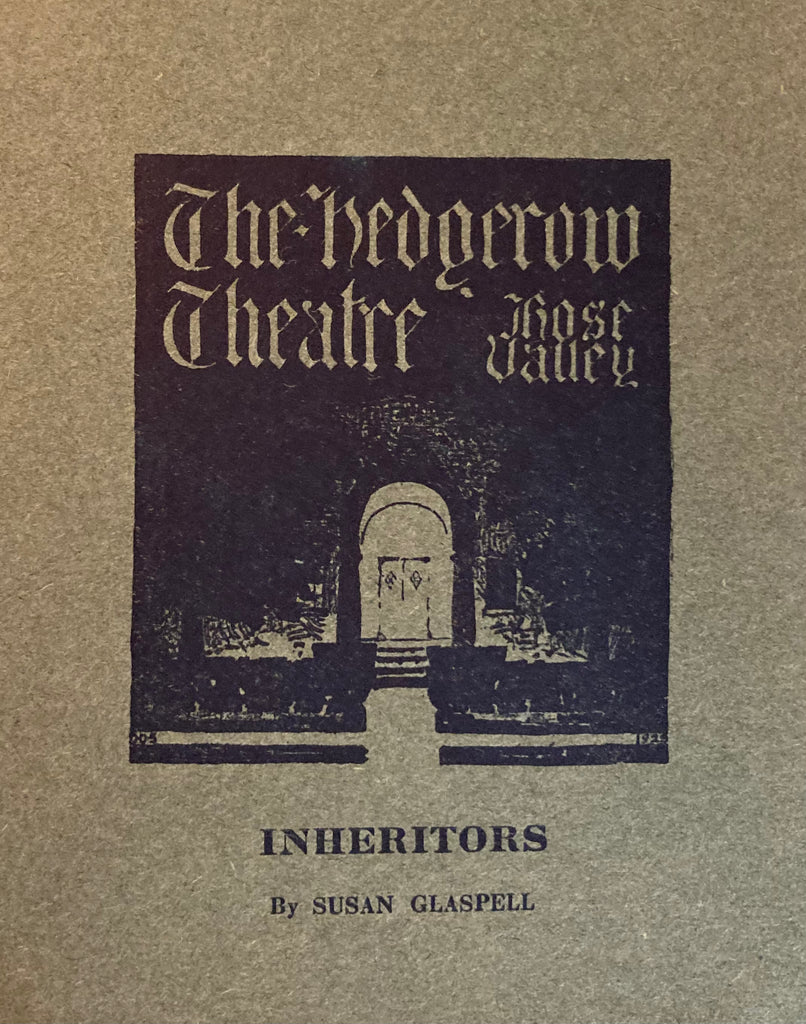 The Hedgerow
Theatre
Rose
Valley
INHERITORS
By SUSAN GLASPELL